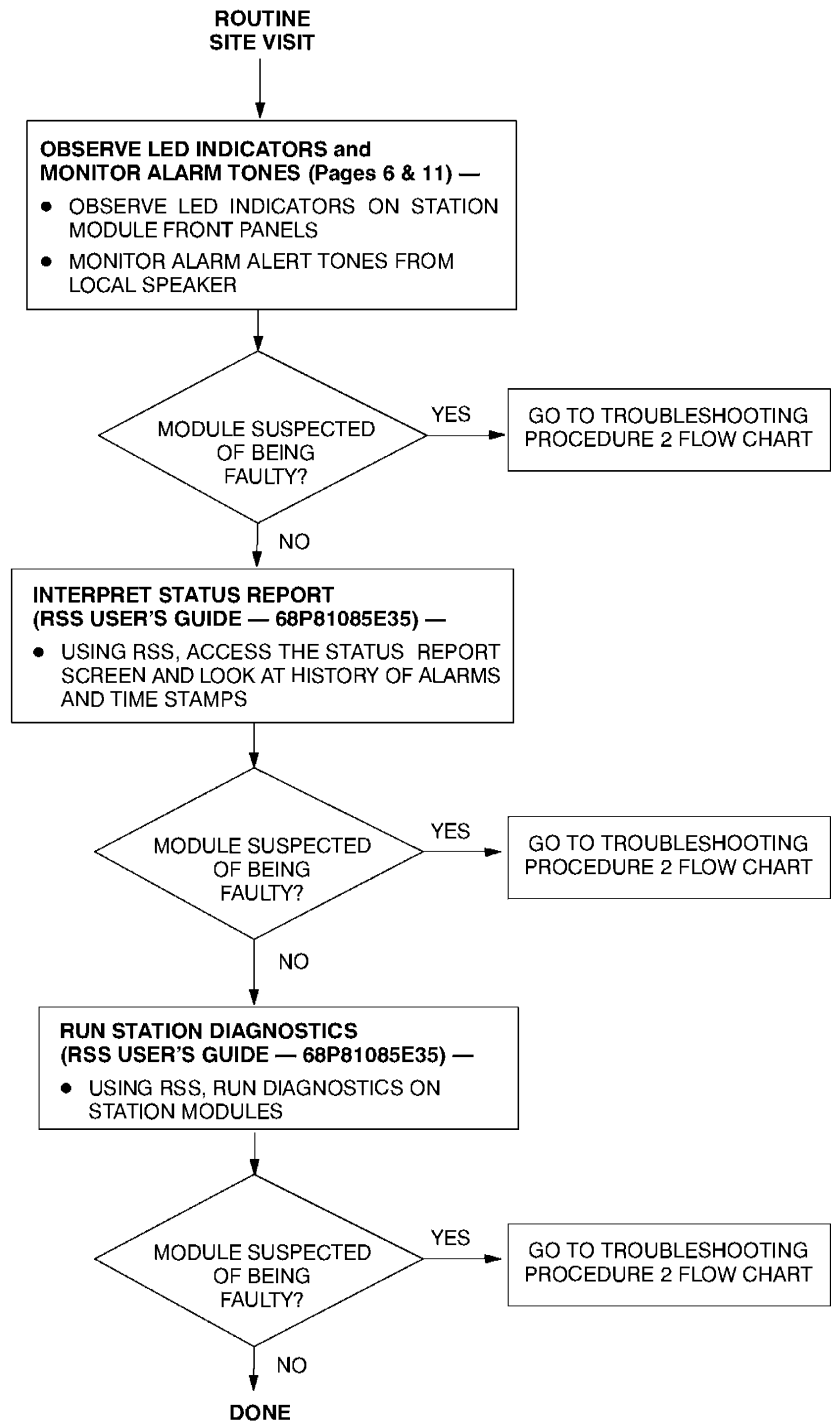 ROUTINE
SITE VISIT
OBSERVE LED INDICATORS and
MONITOR ALARM TONES (Pages 6 & 11) —
● OBSERVE LED INDICATORS ON STATION
MODULE FRONT PANELS
● MONITOR ALARM ALERT TONES FROM
LOCAL SPEAKER
MODULE SUSPECTED
OF BEING
FAULTY?
YES
GO TO TROUBLESHOOTING
PROCEDURE 2 FLOW CHART
NO
INTERPRET STATUS REPORT
(RSS USER'S GUIDE — 68P81085E35) —
● USING RSS, ACCESS THE STATUS REPORT
SCREEN AND LOOK AT HISTORY OF ALARMS
AND TIME STAMPS
MODULE SUSPECTED
OF BEING
FAULTY?
YES
GO TO TROUBLESHOOTING
PROCEDURE 2 FLOW CHART
NO
RUN STATION DIAGNOSTICS
(RSS USER'S GUIDE — 68P81085E35) —
● USING RSS, RUN DIAGNOSTICS ON
STATION MODULES
MODULE SUSPECTED
OF BEING
FAULTY?
YES
GO TO TROUBLESHOOTING
PROCEDURE 2 FLOW CHART
NO
DONE